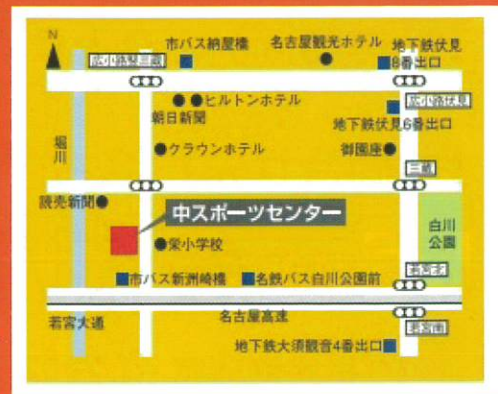 N
市バス納屋橋
名古屋観光ホテル
地下鉄伏見
8番出口
広小路伏見
ヒルトンホテル
朝日新聞
地下鉄伏見6番出口
堀川
クラウンホテル
御園座
三蔵
読売新聞
中スポーツセンター
白川
公園
栄小学校
市バス新洲崎橋
名鉄バス白川公園前
若宮北
若宮大通
名古屋高速
若宮南
地下鉄大須観音4番出口